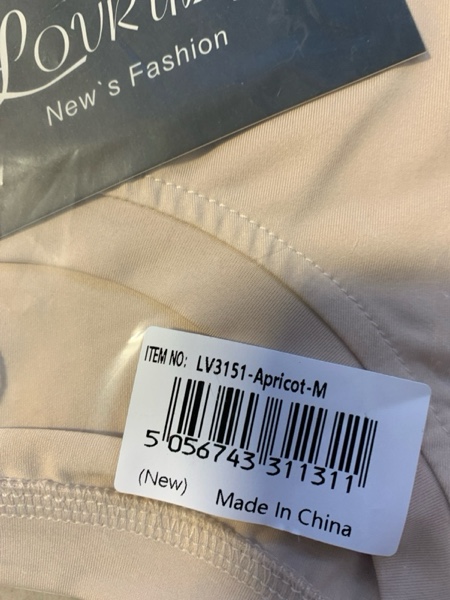 New`s Fashion
ITEM NO: LV3151-Apricot-M
5 056743 311311
(New) Made In China